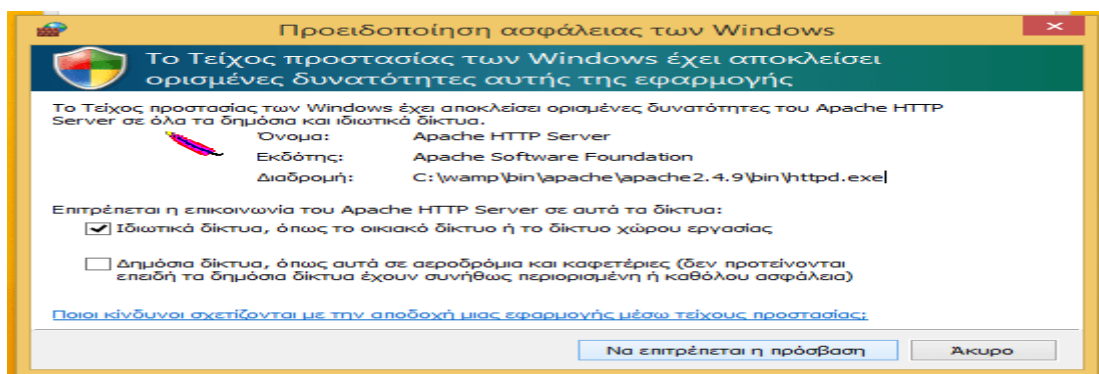 Προειδοποίηση ασφάλειας των Windows
Το Τείχος προστασίας των Windows έχει αποκλείσει
ορισμένες δυνατότητες αυτής της εφαρμογής
Το Τείχος προστασίας των Windows έχει αποκλείσει ορισμένες δυνατότητες του Apache HTTP
Server σε όλα τα δημόσια και ιδιωτικά δίκτυα.
Όνομα: Apache HTTP Server
Εκδότης: Apache Software Foundation
Διαδρομή: C:\wamp\bin\apache\apache2.4.9\bin\httpd.exe
Επιτρέπεται η επικοινωνία του Apache HTTP Server σε αυτά τα δίκτυα:
Ιδιωτικά δίκτυα, όπως το οικιακό δίκτυο ή το δίκτυο χώρου εργασίας
Δημόσια δίκτυα, όπως αυτά σε αεροδρόμια και καφετέριες (δεν προτείνονται
επειδή τα δημόσια δίκτυα έχουν συνήθως περιορισμένη ή καθόλου ασφάλεια)
Ποιοι κίνδυνοι σχετίζονται με την αποδοχή μιας εφαρμογής μέσω τείχους προστασίας;
Να επιτρέπεται η πρόσβαση Άκυρο